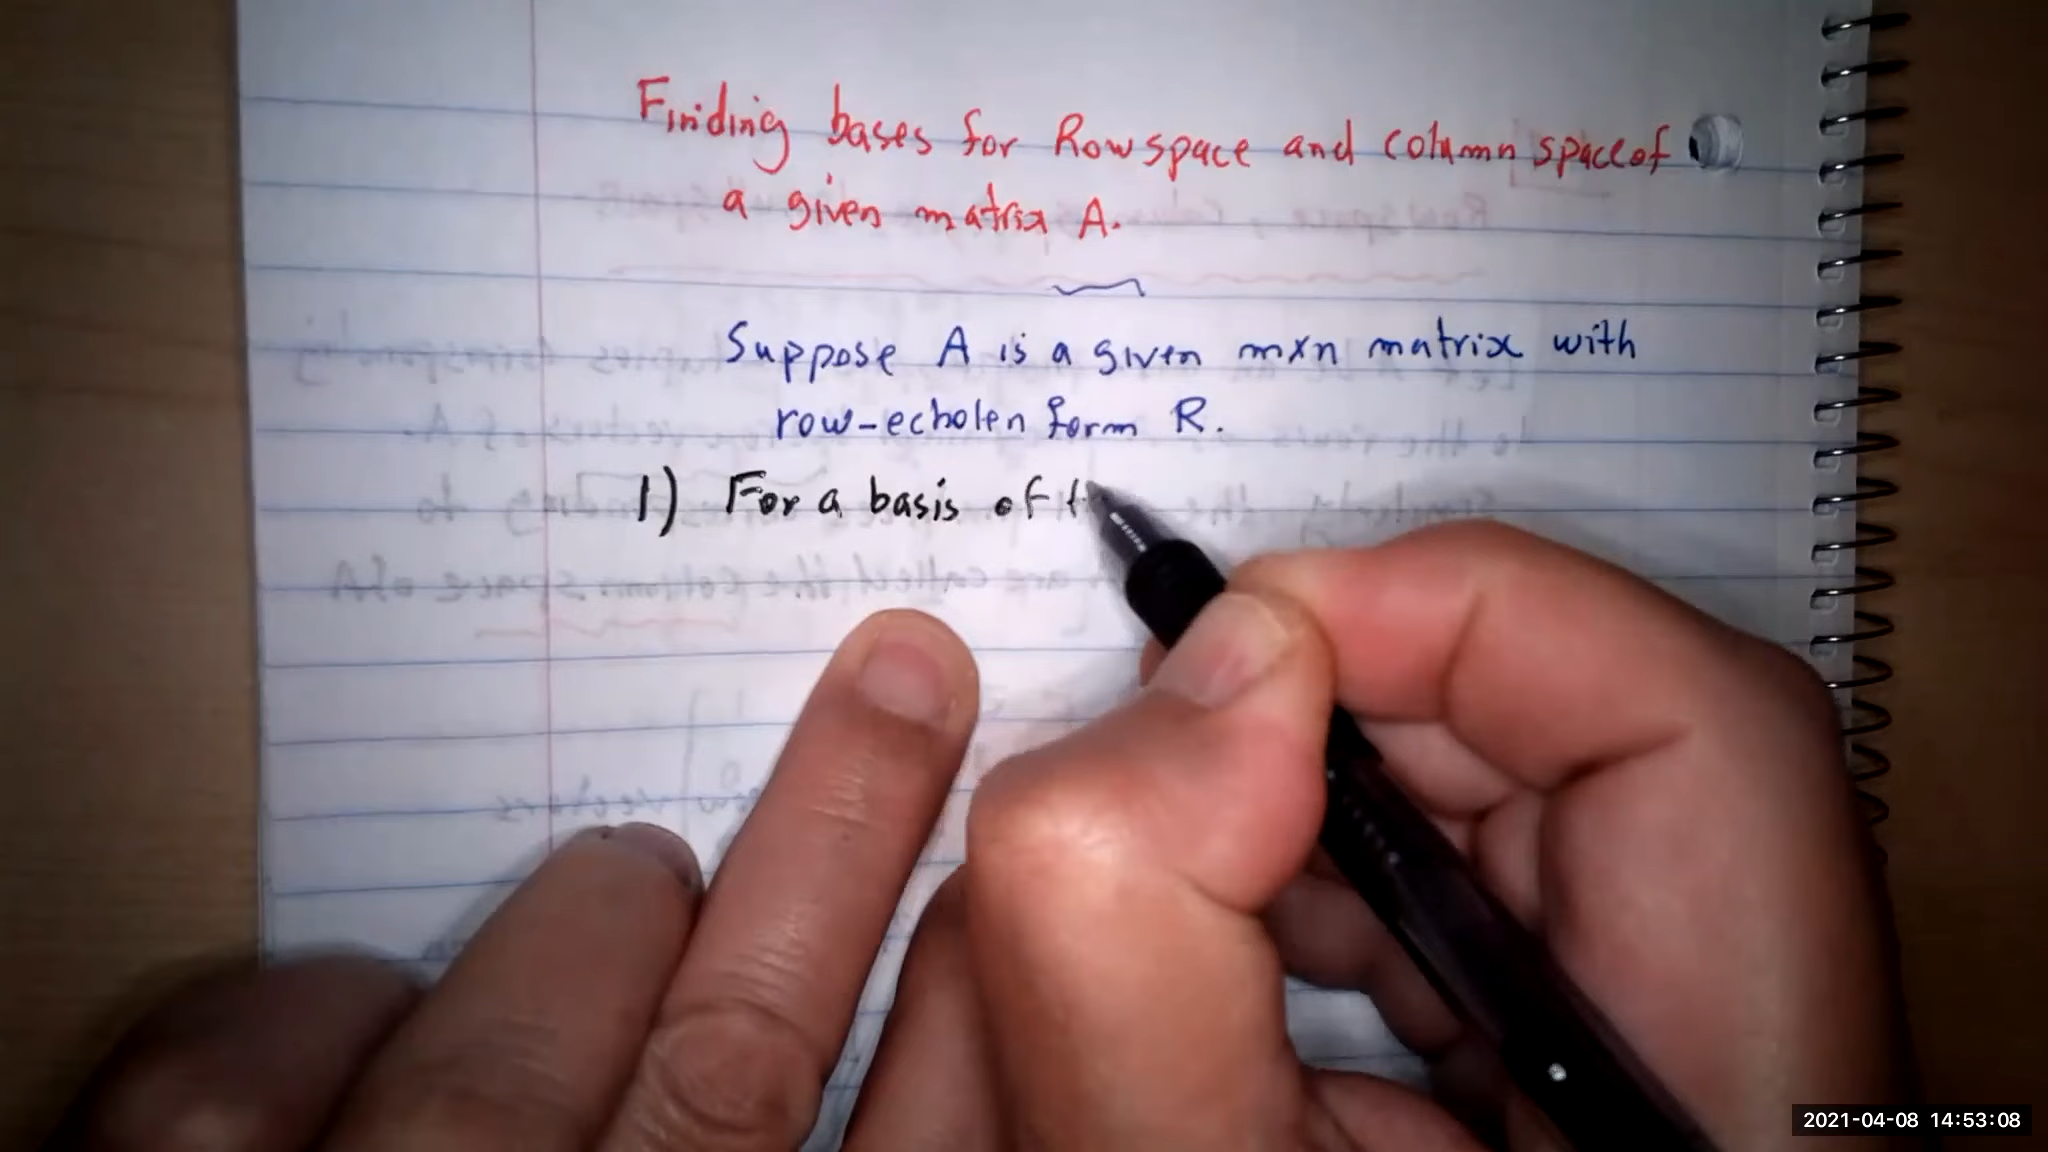 Finding bases for Row space and column space of
a given matrix A.
Suppose A is a given mxn matrix with
row-echolen form R.
1) For a basis of
2021-04-08 14:53:08